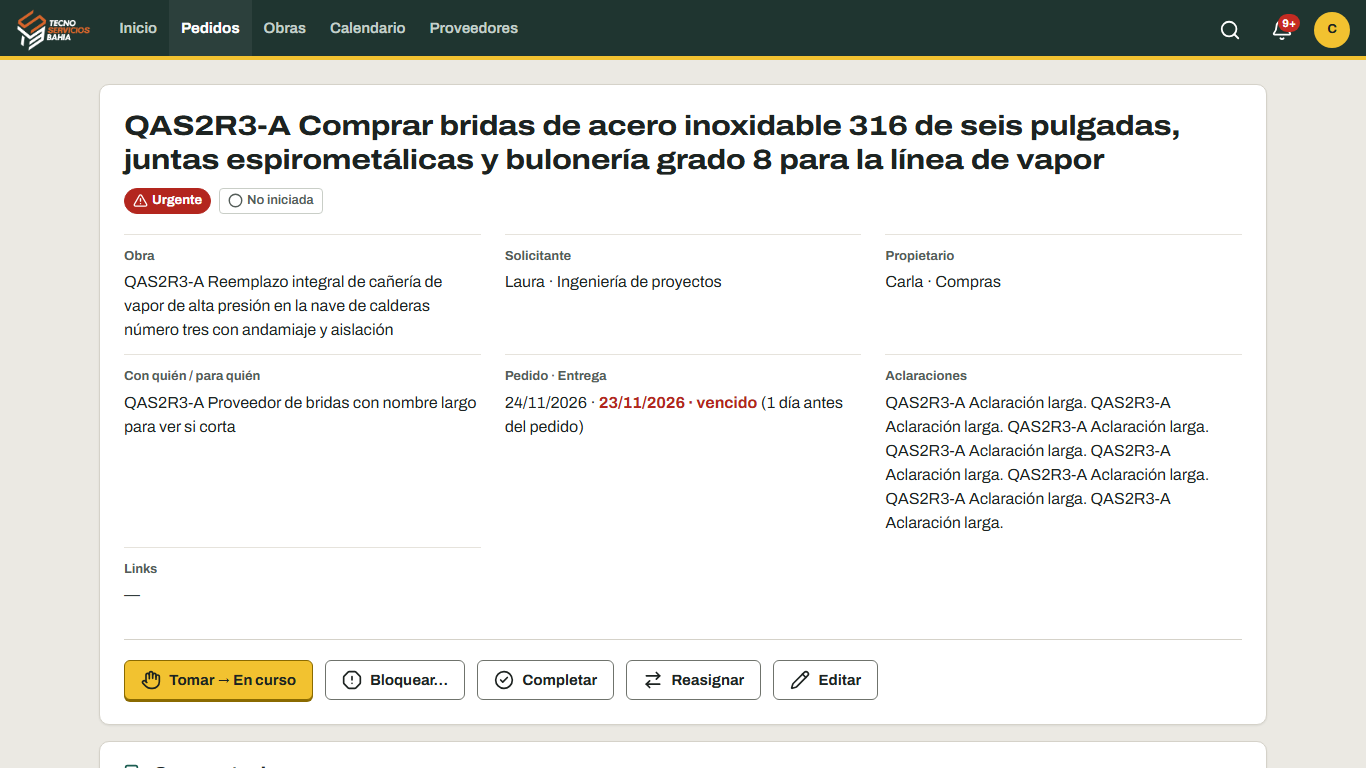 TECNO
SERVICIOS
BAHIA
Inicio
Pedidos
Obras
Calendario
Proveedores
9+
C
QAS2R3-A Comprar bridas de acero inoxidable 316 de seis pulgadas,
juntas espirometálicas y bulonería grado 8 para la línea de vapor
Urgente
No iniciada
Obra
QAS2R3-A Reemplazo integral de cañería de
vapor de alta presión en la nave de calderas
número tres con andamiaje y aislación
Solicitante
Laura · Ingeniería de proyectos
Propietario
Carla · Compras
Con quién / para quién
QAS2R3-A Proveedor de bridas con nombre largo
para ver si corta
Pedido · Entrega
24/11/2026 · 23/11/2026 · vencido (1 día antes
del pedido)
Aclaraciones
QAS2R3-A Aclaración larga. QAS2R3-A
Aclaración larga. QAS2R3-A Aclaración larga.
QAS2R3-A Aclaración larga. QAS2R3-A
Aclaración larga. QAS2R3-A Aclaración larga.
QAS2R3-A Aclaración larga. QAS2R3-A
Aclaración larga.
Links
—
Tomar → En curso
Bloquear...
Completar
Reasignar
Editar